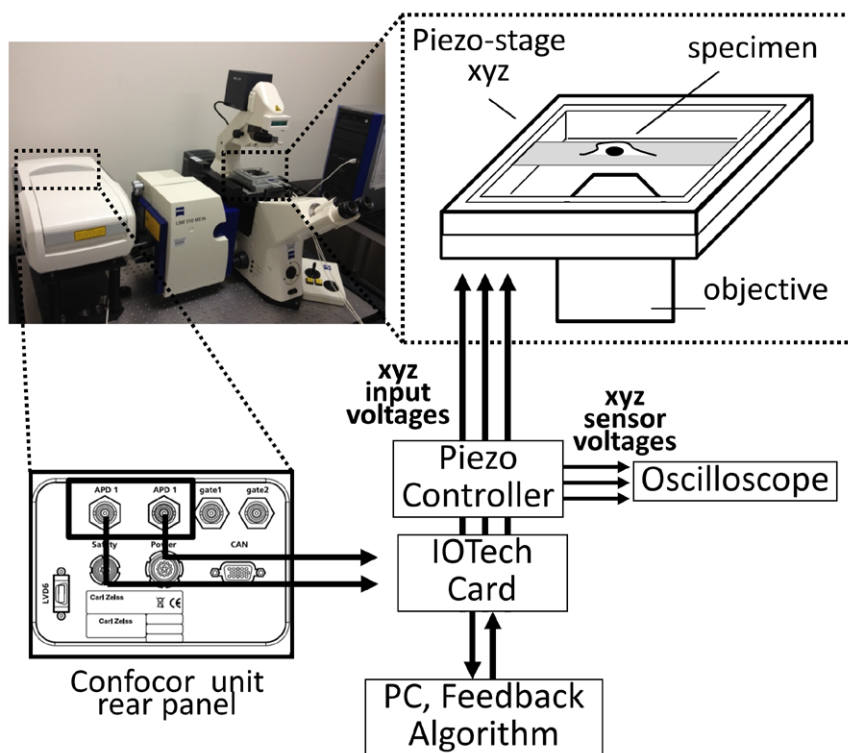 Piezo-stage
xyz
specimen
objective
xyz
input
voltages
xyz
sensor
voltages
Piezo
Controller
Oscilloscope
IOTech
Card
PC, Feedback
Algorithm
APD 1
APD 1
gate1
gate2
Safety
Power
CAN
LVD6
Carl Zeiss
CE
Carl Zeiss
Confocor unit
rear panel